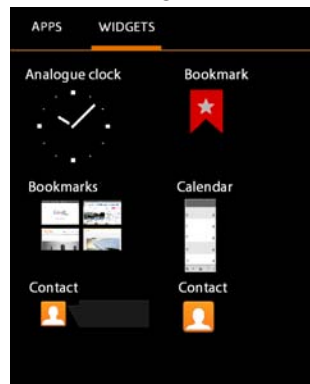 APPS WIDGETS
Analogue clock Bookmark
Bookmarks Calendar
Contact Contact